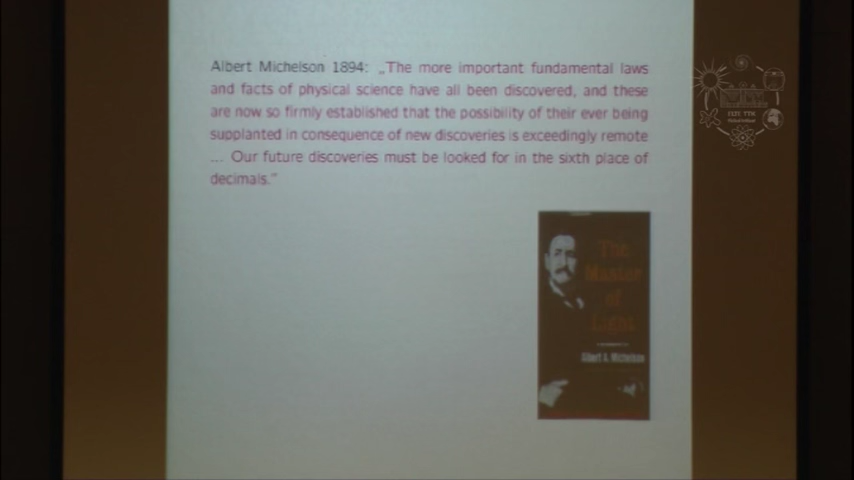 Albert Michelson 1894: „The more important fundamental laws
and facts of physical science have all been discovered, and these
are now so firmly established that the possibility of their ever being
supplanted in consequence of new discoveries is exceedingly remote
.... Our future discoveries must be looked for in the sixth place of
decimals."
The
Master
of
Light
Albert A. Michelson
ELTE TTK